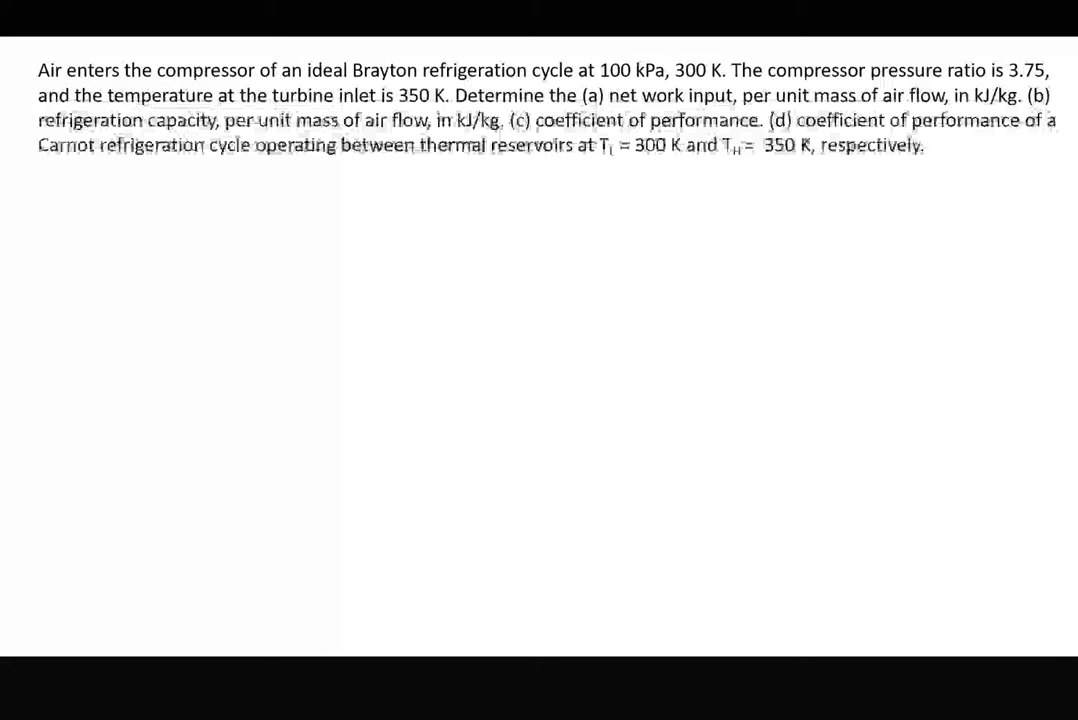 Air enters the compressor of an ideal Brayton refrigeration cycle at 100 kPa, 300 K. The compressor pressure ratio is 3.75,
and the temperature at the turbine inlet is 350 K. Determine the (a) net work input, per unit mass of air flow, in kJ/kg. (b)
refrigeration capacity, per unit mass of air flow, in kJ/kg. (c) coefficient of performance. (d) coefficient of performance of a
Carnot refrigeration cycle operating between thermal reservoirs at T_L = 300 K and T_H = 350 K, respectively.